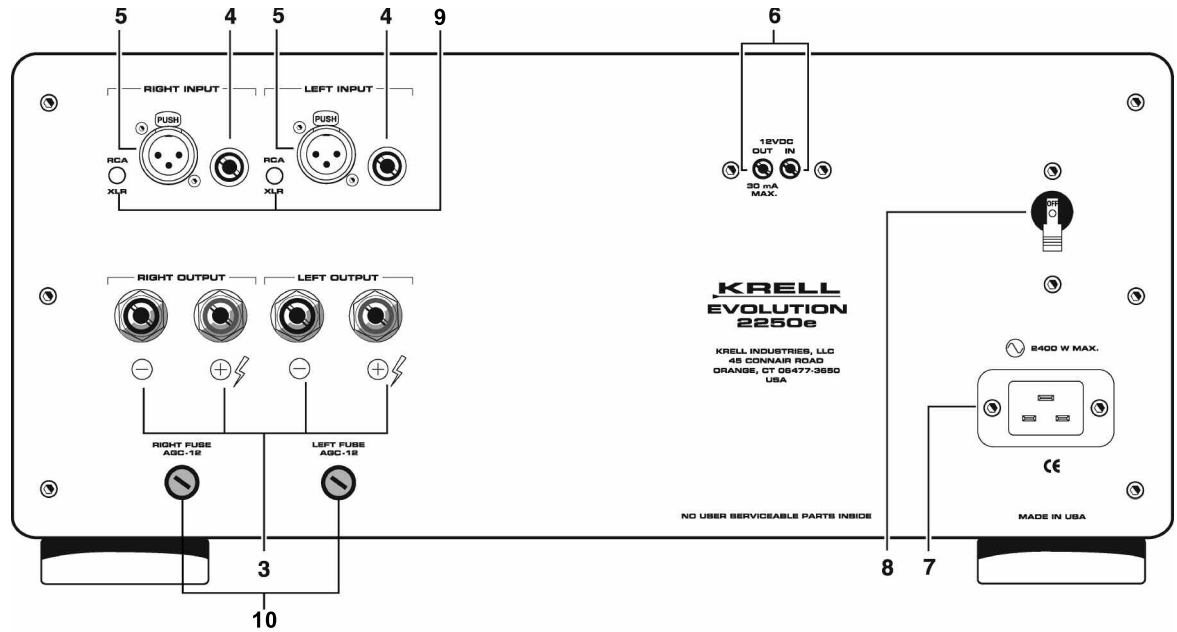 5 4 5 4 9 6
RIGHT INPUT LEFT INPUT
PUSH PUSH
RCA RCA
XLR XLR
12VDC
OUT IN
30 mA
MAX.
OFF
RIGHT OUTPUT LEFT OUTPUT
KRELL
EVOLUTION
2250e
KRELL INDUSTRIES, LLC
45 CONNAIR ROAD
ORANGE, CT 06477-3650
USA
2400 W MAX.
− + − +
RIGHT FUSE LEFT FUSE
AGC-12 AGC-12
CE
NO USER SERVICEABLE PARTS INSIDE
MADE IN USA
3 8 7
10